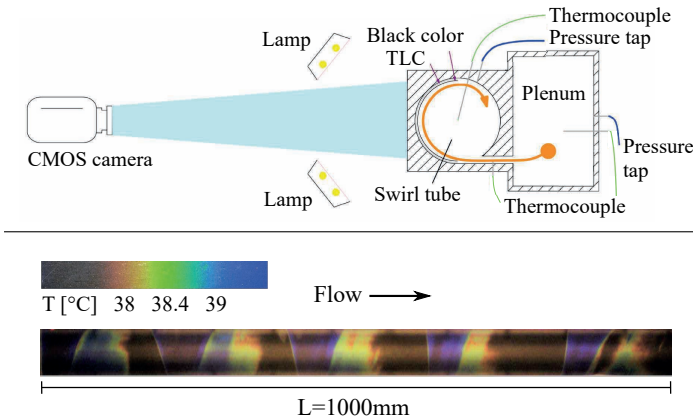 Thermocouple
Lamp
Black color
Pressure tap
TLC
Plenum
CMOS camera
Pressure
tap
Swirl tube
Lamp
Thermocouple
T [°C] 38 38.4 39
Flow
L=1000mm